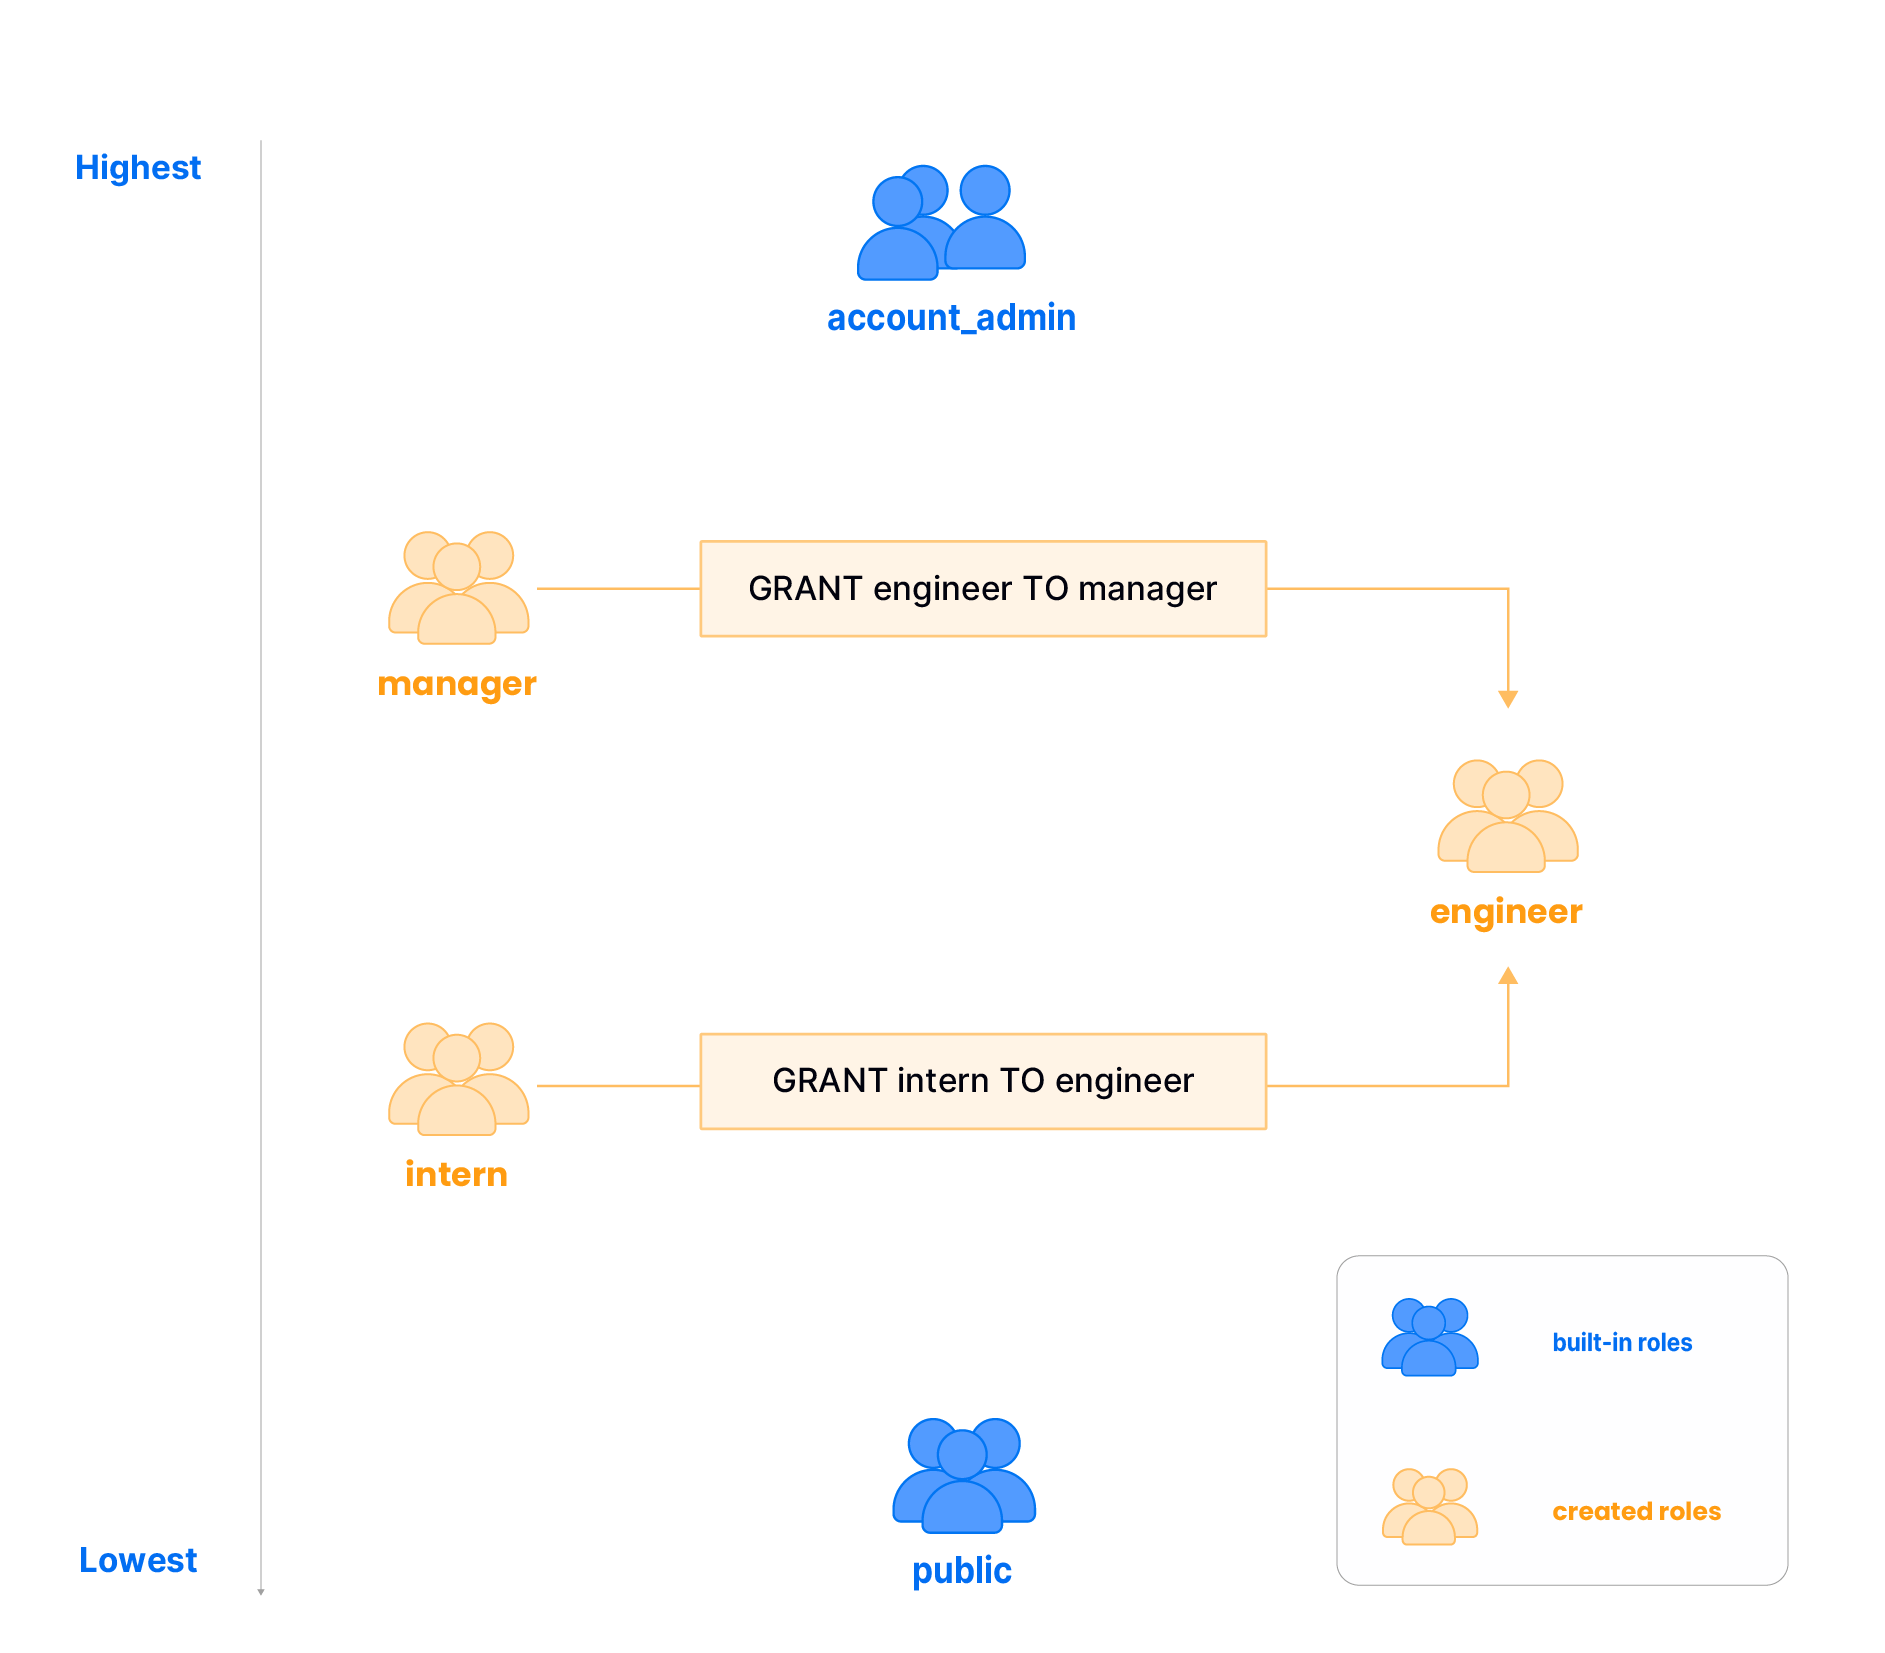 Highest
account_admin
GRANT engineer TO manager
manager
engineer
GRANT intern TO engineer
intern
built-in roles
created roles
public
Lowest